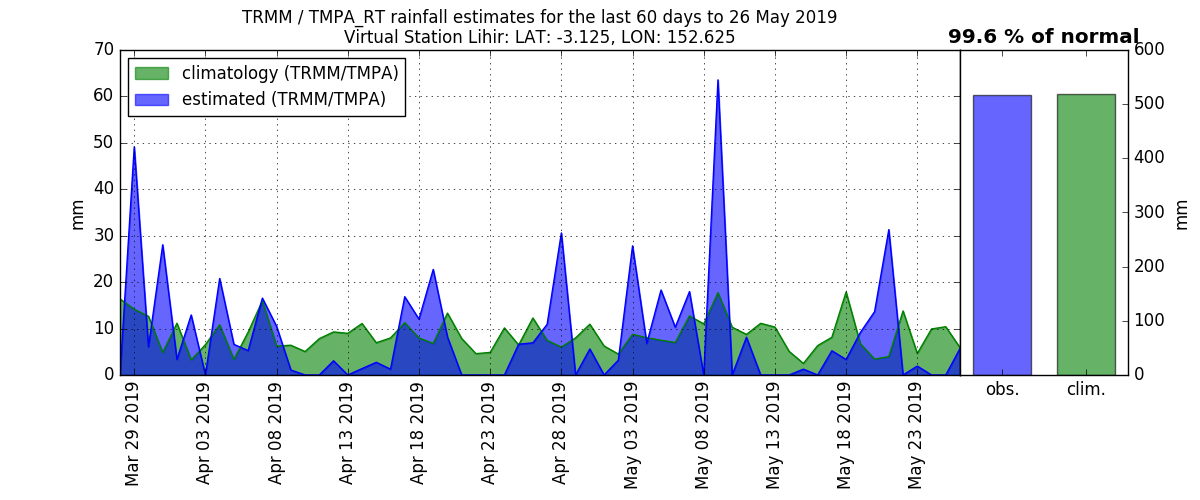 TRMM / TMPA_RT rainfall estimates for the last 60 days to 26 May 2019
Virtual Station Lihir: LAT: -3.125, LON: 152.625
99.6 % of normal
climatology (TRMM/TMPA)
estimated (TRMM/TMPA)
70
60
50
40
30
20
10
0
mm
Mar 29 2019
Apr 03 2019
Apr 08 2019
Apr 13 2019
Apr 18 2019
Apr 23 2019
Apr 28 2019
May 03 2019
May 08 2019
May 13 2019
May 18 2019
May 23 2019
600
500
400
300
200
100
0
mm
obs.
clim.